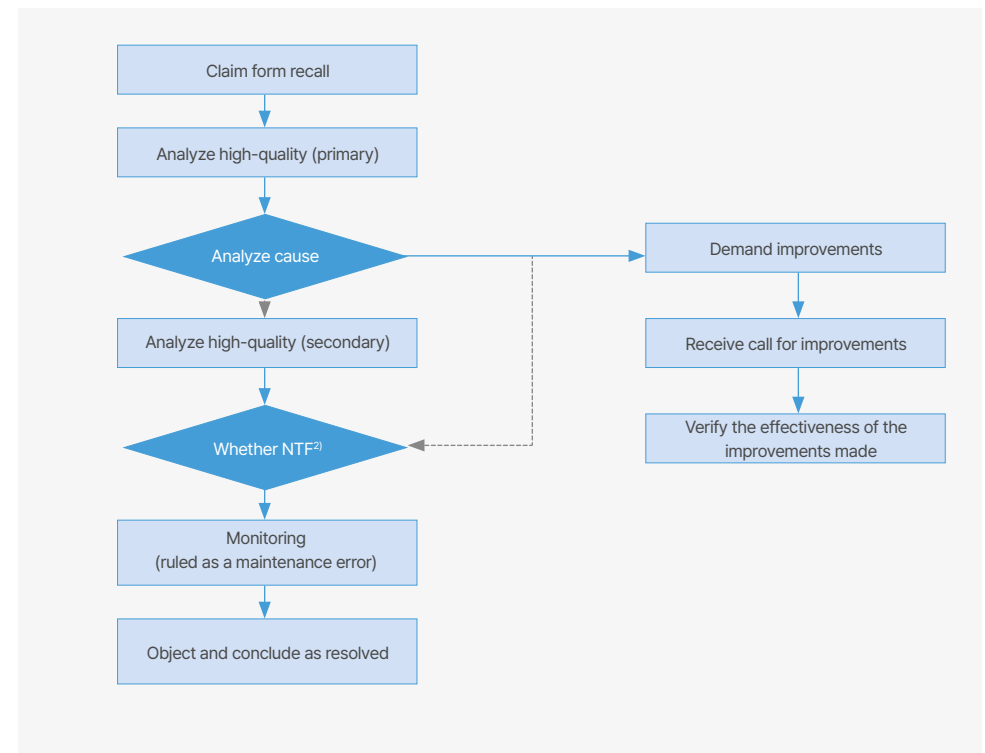 Claim form recall
Analyze high-quality (primary)
Analyze cause
Demand improvements
Analyze high-quality (secondary)
Receive call for improvements
Whether NTF²⁾
Verify the effectiveness of the
improvements made
Monitoring
(ruled as a maintenance error)
Object and conclude as resolved